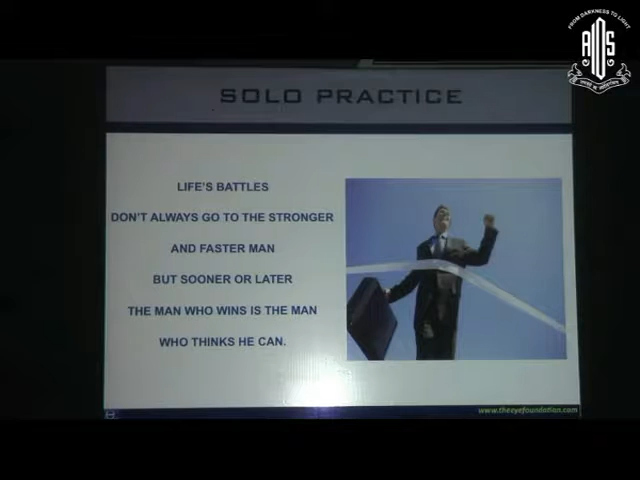 FROM DARKNESS TO LIGHT
AIOS
SOLO PRACTICE
LIFE'S BATTLES
DON'T ALWAYS GO TO THE STRONGER
AND FASTER MAN
BUT SOONER OR LATER
THE MAN WHO WINS IS THE MAN
WHO THINKS HE CAN.
www.theeyefoundation.com